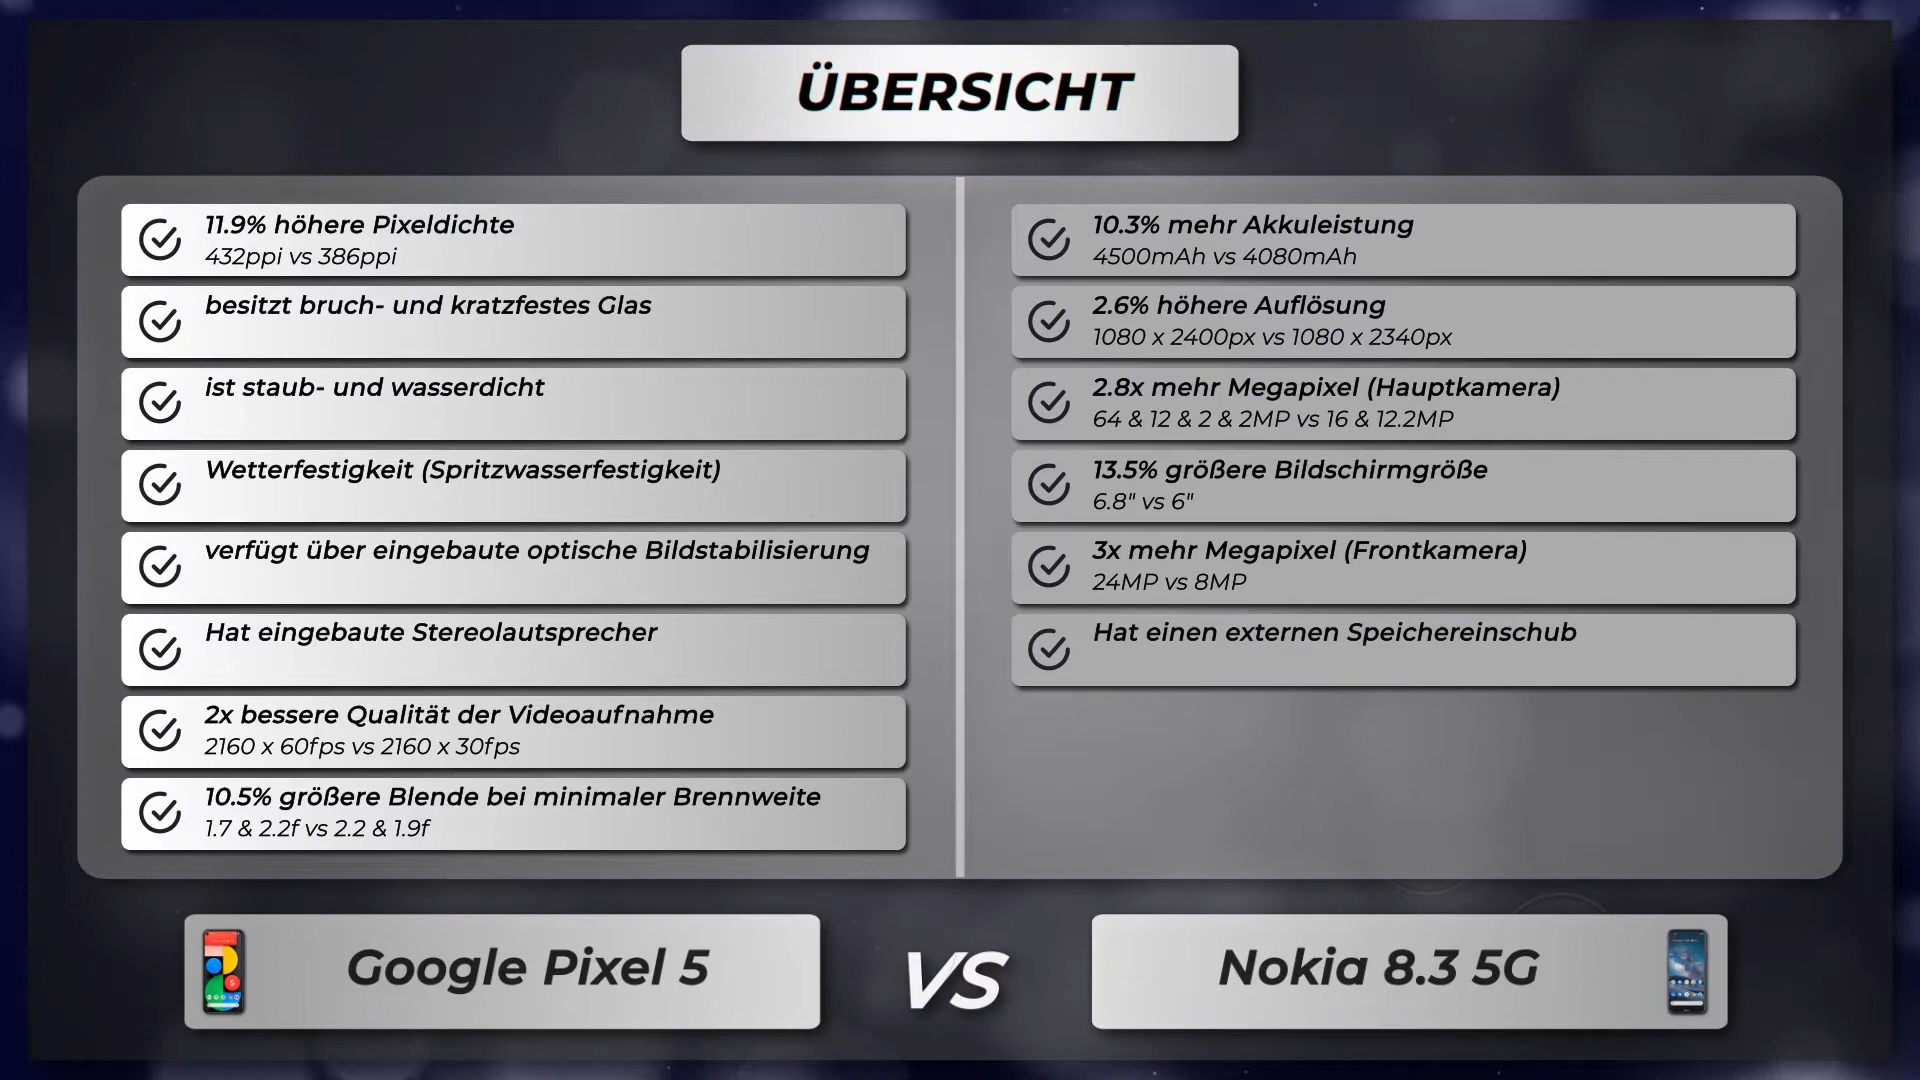 ÜBERSICHT
11.9% höhere Pixeldichte
432ppi vs 386ppi
besitzt bruch- und kratzfestes Glas
ist staub- und wasserdicht
Wetterfestigkeit (Spritzwasserfestigkeit)
verfügt über eingebaute optische Bildstabilisierung
Hat eingebaute Stereolautsprecher
2x bessere Qualität der Videoaufnahme
2160 x 60fps vs 2160 x 30fps
10.5% größere Blende bei minimaler Brennweite
1.7 & 2.2f vs 2.2 & 1.9f
10.3% mehr Akkuleistung
4500mAh vs 4080mAh
2.6% höhere Auflösung
1080 x 2400px vs 1080 x 2340px
2.8x mehr Megapixel (Hauptkamera)
64 & 12 & 2 & 2MP vs 16 & 12.2MP
13.5% größere Bildschirmgröße
6.8" vs 6"
3x mehr Megapixel (Frontkamera)
24MP vs 8MP
Hat einen externen Speichereinschub
Google Pixel 5
VS
Nokia 8.3 5G